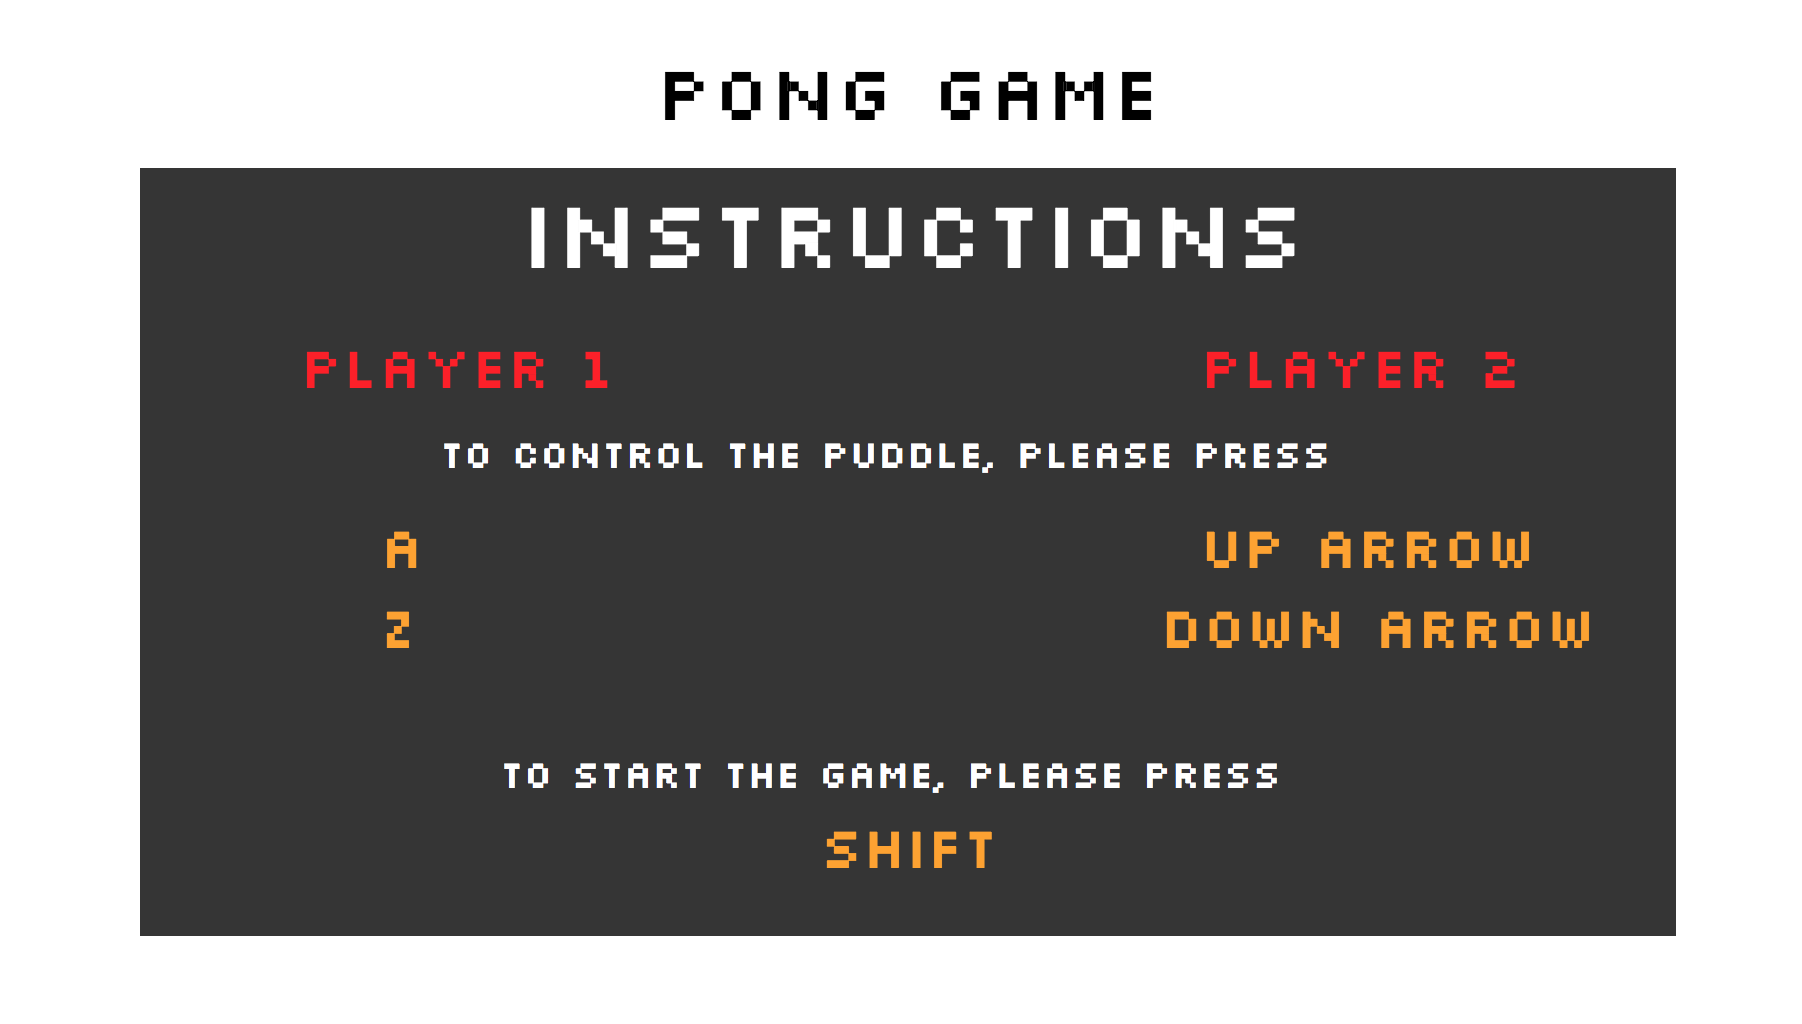 PONG GAME
INSTRUCTIONS
PLAYER 1 PLAYER 2
TO CONTROL THE PUDDLE, PLEASE PRESS
A UP ARROW
Z DOWN ARROW
TO START THE GAME, PLEASE PRESS
SHIFT